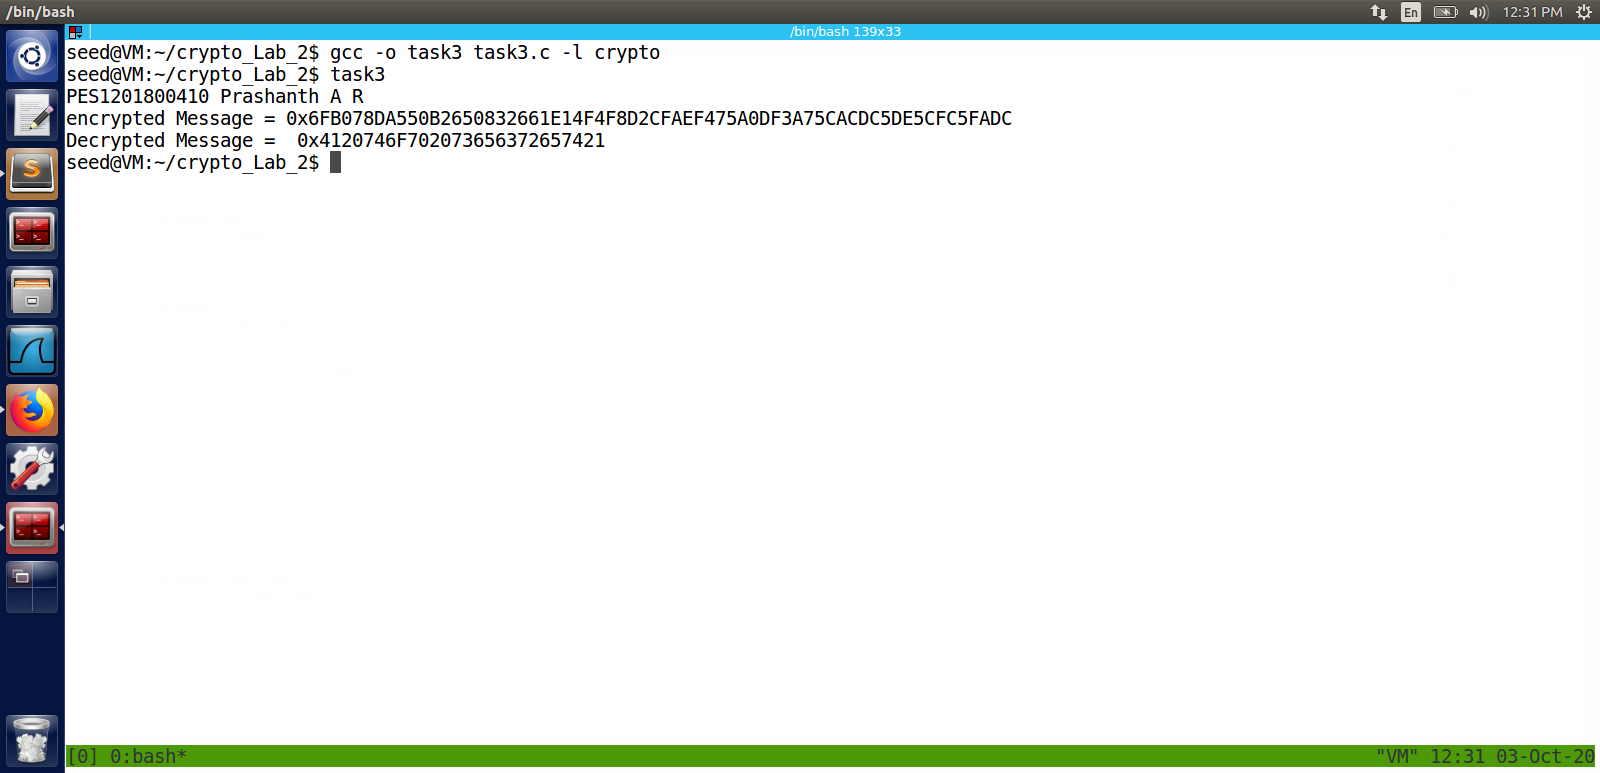 /bin/bash
En
12:31 PM
/bin/bash 139x33
seed@VM:~/crypto_Lab_2$ gcc -o task3 task3.c -l crypto
seed@VM:~/crypto_Lab_2$ task3
PES1201800410 Prashanth A R
encrypted Message = 0x6FB078DA550B2650832661E14F4F8D2CFAEF475A0DF3A75CACDC5DE5CFC5FADC
Decrypted Message =  0x4120746F702073656372657421
seed@VM:~/crypto_Lab_2$
[0] 0:bash*
"VM" 12:31 03-Oct-20